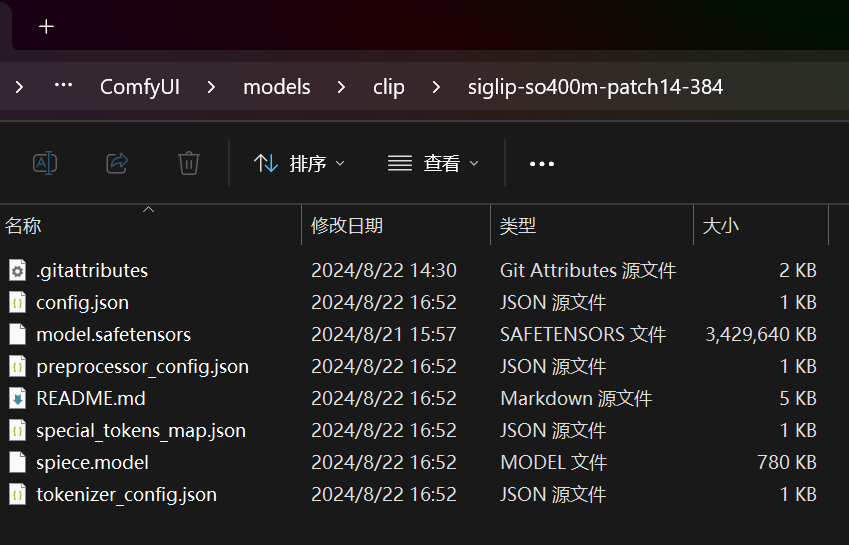 ComfyUI > models > clip > siglip-so400m-patch14-384
排序 查看
名称 修改日期 类型 大小
.gitattributes 2024/8/22 14:30 Git Attributes 源文件 2 KB
config.json 2024/8/22 16:52 JSON 源文件 1 KB
model.safetensors 2024/8/21 15:57 SAFETENSORS 文件 3,429,640 KB
preprocessor_config.json 2024/8/22 16:52 JSON 源文件 1 KB
README.md 2024/8/22 16:52 Markdown 源文件 5 KB
special_tokens_map.json 2024/8/22 16:52 JSON 源文件 1 KB
spiece.model 2024/8/22 16:52 MODEL 文件 780 KB
tokenizer_config.json 2024/8/22 16:52 JSON 源文件 1 KB